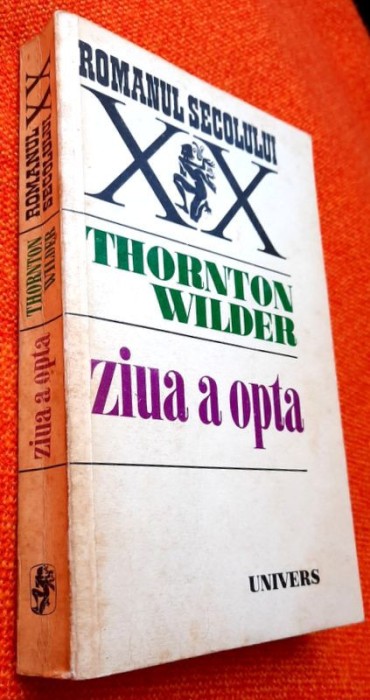 ROMANUL SECOLULUI
XX
THORNTON
WILDER
ziua a opta
UNIVERS
ROMANUL
SECOLULUI
XX
THORNTON
WILDER
ziua a opta